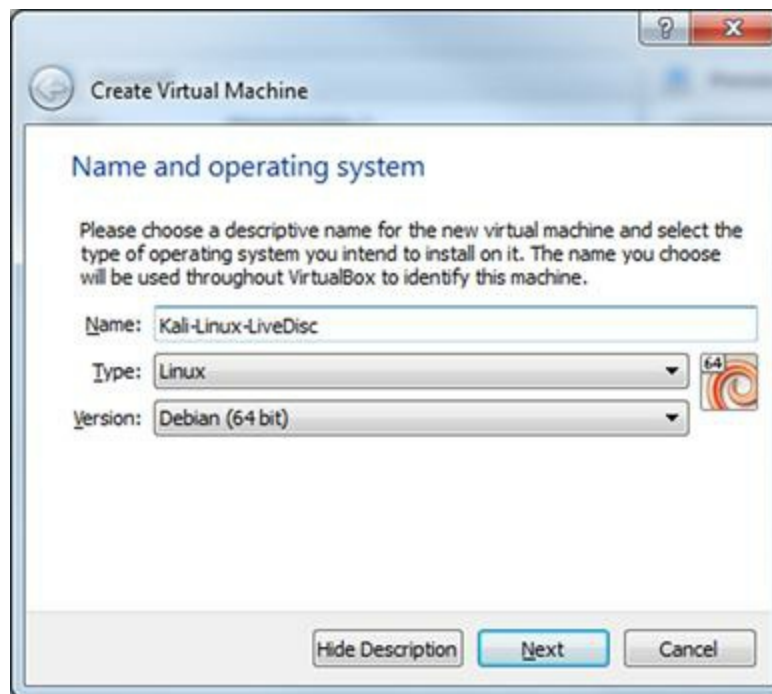 Create Virtual Machine
Name and operating system
Please choose a descriptive name for the new virtual machine and select the
type of operating system you intend to install on it. The name you choose
will be used throughout VirtualBox to identify this machine.
Name: Kali-Linux-LiveDisc
Type: Linux
64
Version: Debian (64 bit)
Hide Description Next Cancel